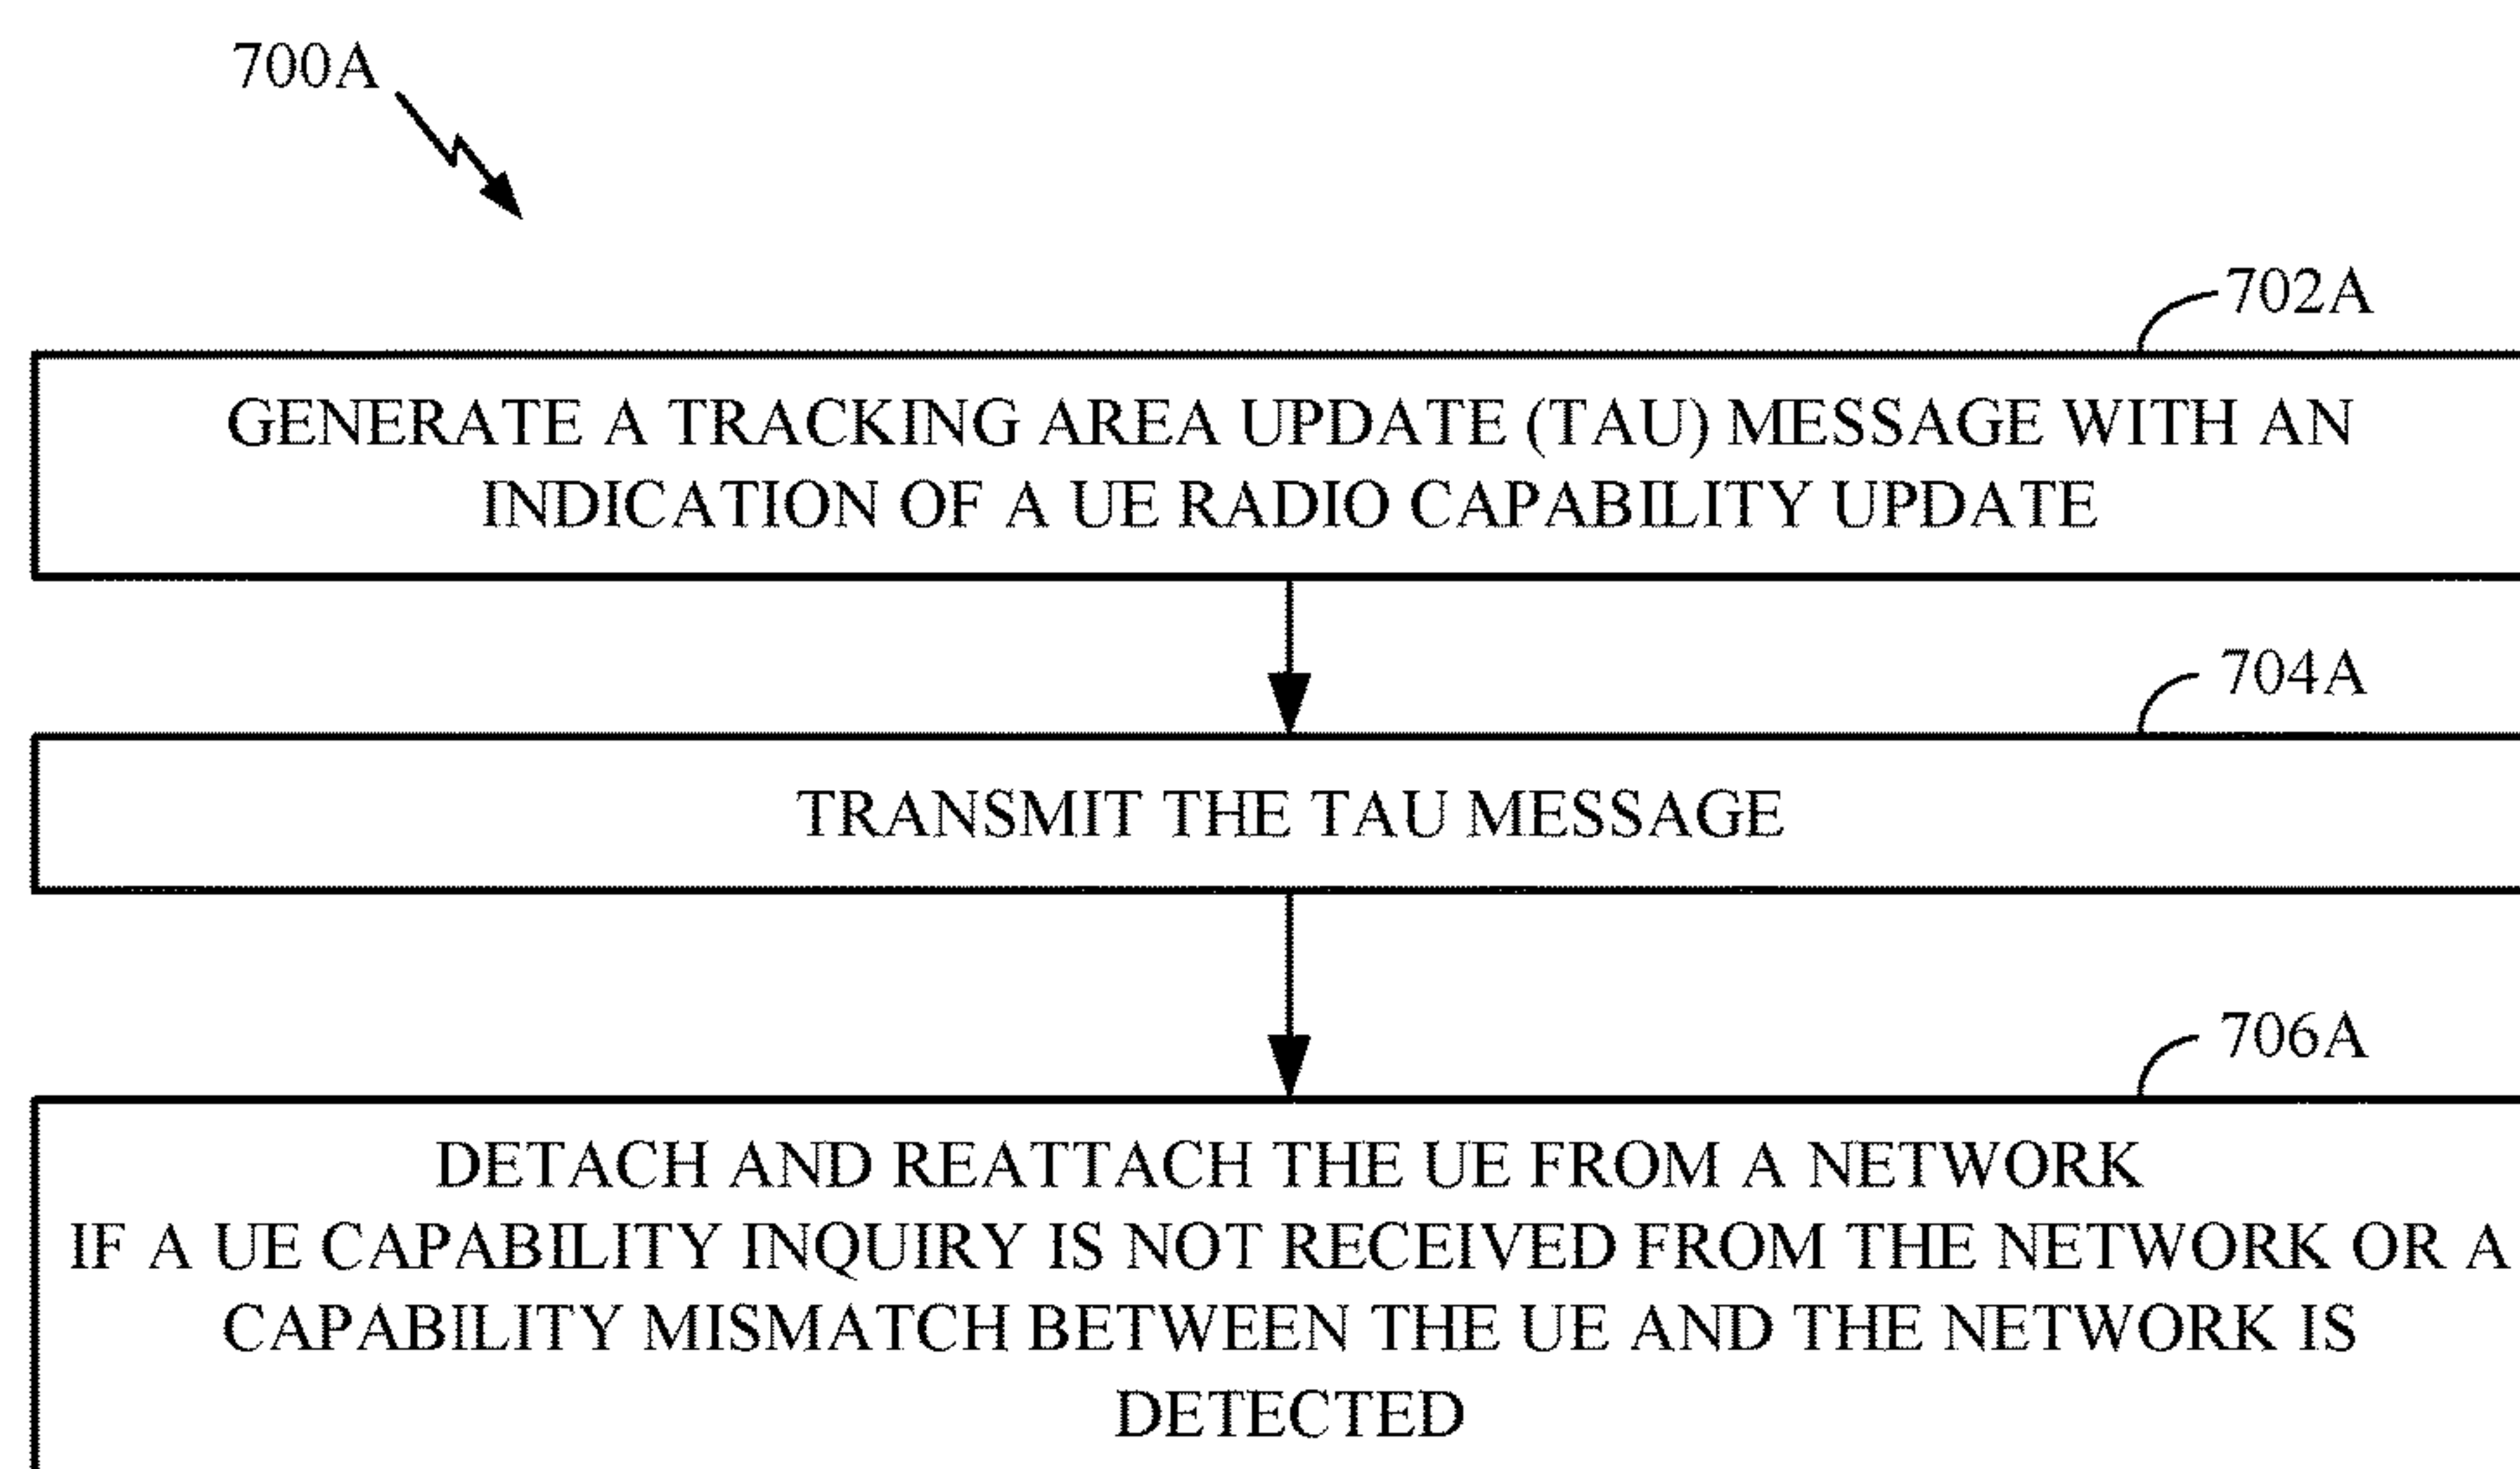 700A
702A
GENERATE A TRACKING AREA UPDATE (TAU) MESSAGE WITH AN
INDICATION OF A UE RADIO CAPABILITY UPDATE
704A
TRANSMIT THE TAU MESSAGE
706A
DETACH AND REATTACH THE UE FROM A NETWORK
IF A UE CAPABILITY INQUIRY IS NOT RECEIVED FROM THE NETWORK OR A
CAPABILITY MISMATCH BETWEEN THE UE AND THE NETWORK IS
DETECTED